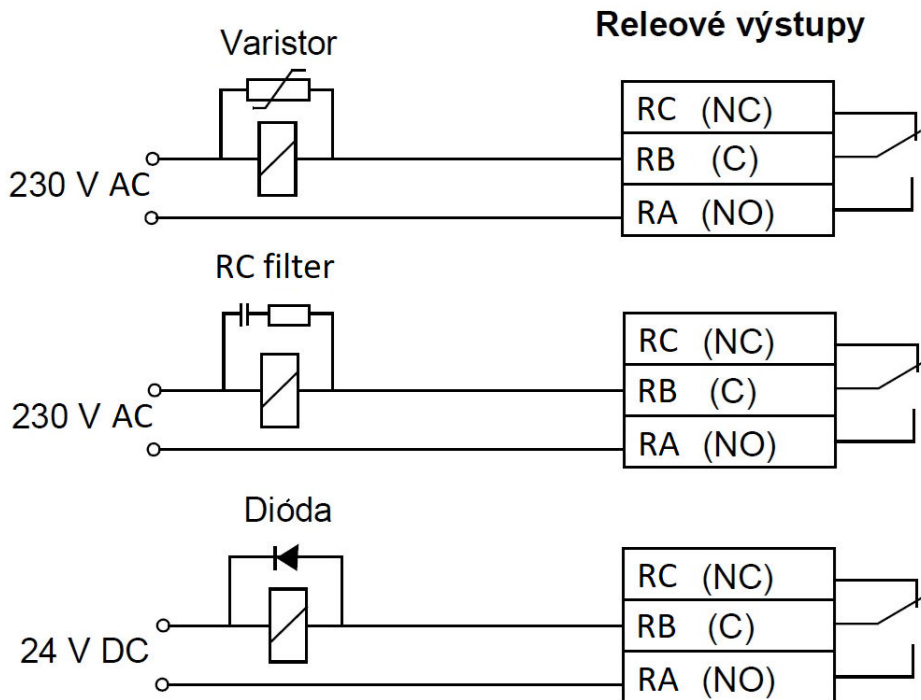 Releové výstupy
Varistor
230 V AC
RC (NC)
RB (C)
RA (NO)
RC filter
230 V AC
RC (NC)
RB (C)
RA (NO)
Dióda
24 V DC
RC (NC)
RB (C)
RA (NO)